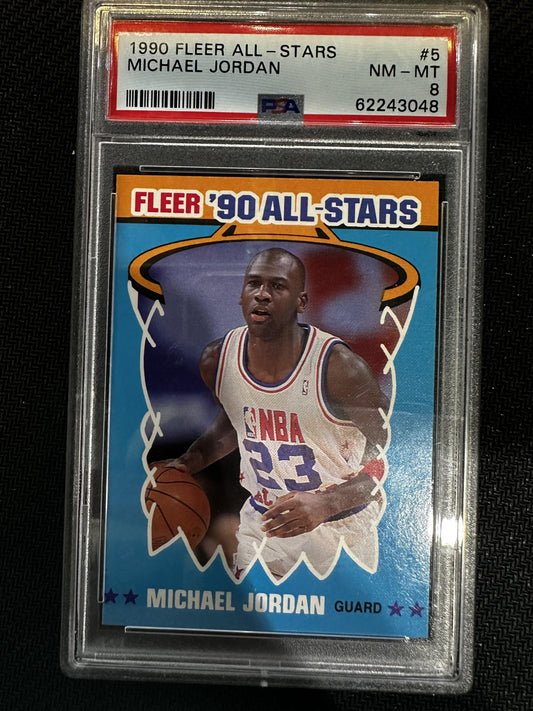 1990 FLEER ALL-STARS #5
MICHAEL JORDAN NM-MT
8
PSA 62243048
FLEER '90 ALL-STARS
NBA
23
MICHAEL JORDAN GUARD